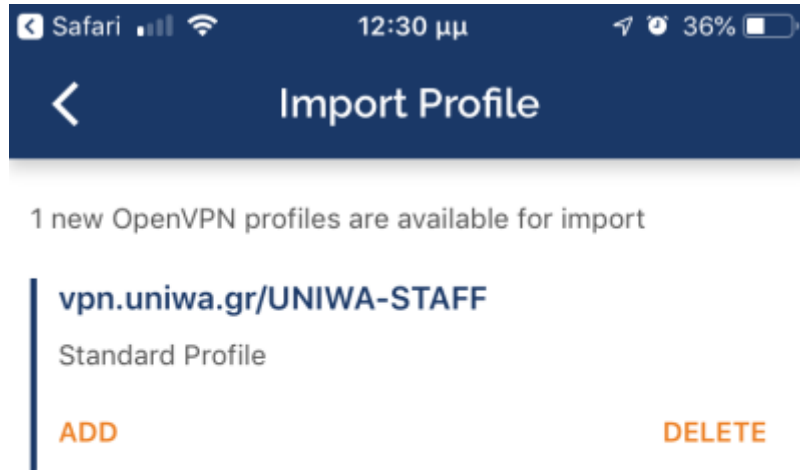 Safari 12:30 μμ 36%
Import Profile
1 new OpenVPN profiles are available for import
vpn.uniwa.gr/UNIWA-STAFF
Standard Profile
ADD DELETE